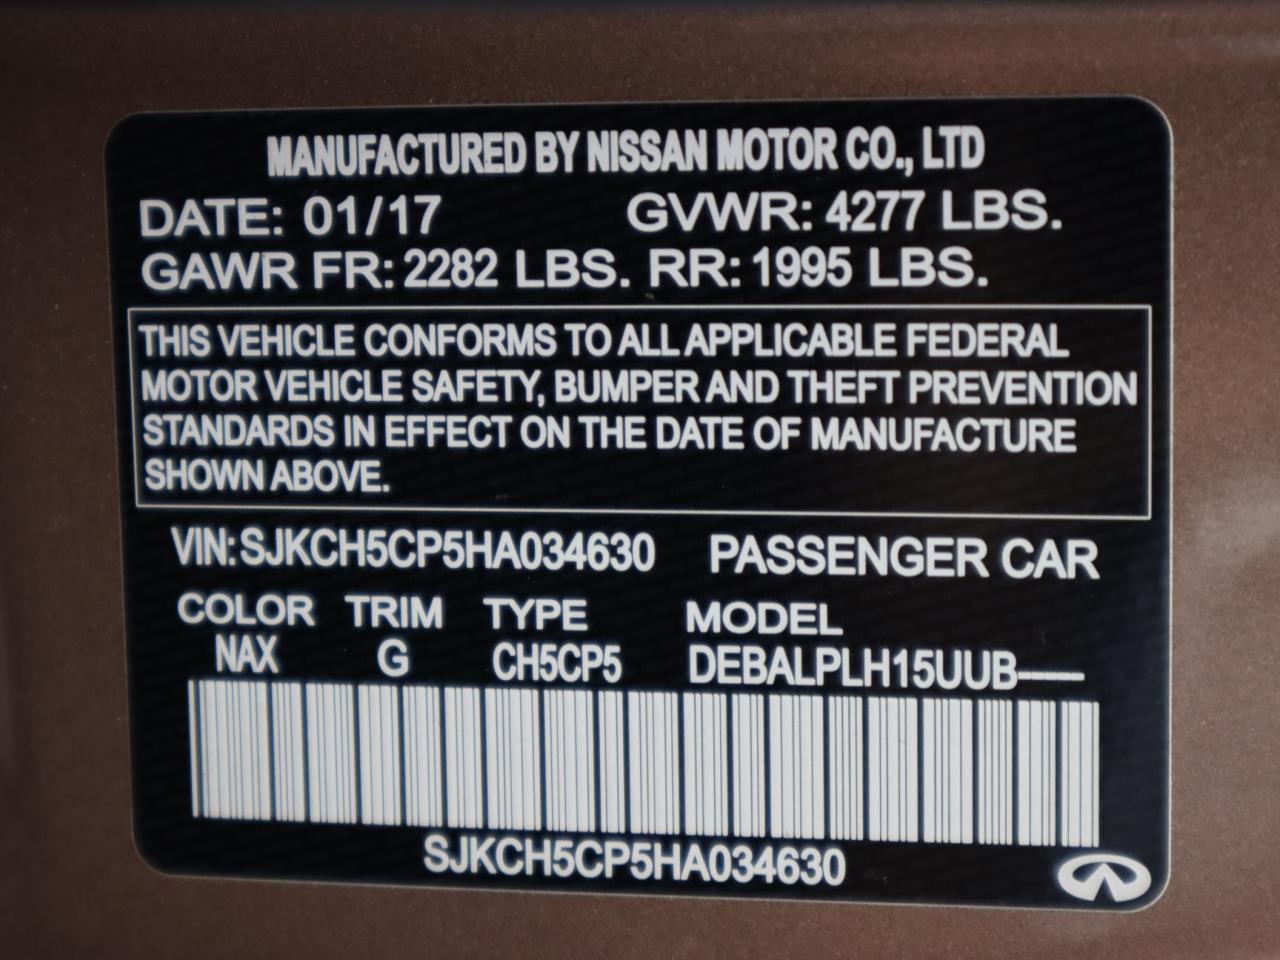 MANUFACTURED BY NISSAN MOTOR CO., LTD
DATE: 01/17 GVWR: 4277 LBS.
GAWR FR: 2282 LBS. RR: 1995 LBS.
THIS VEHICLE CONFORMS TO ALL APPLICABLE FEDERAL
MOTOR VEHICLE SAFETY, BUMPER AND THEFT PREVENTION
STANDARDS IN EFFECT ON THE DATE OF MANUFACTURE
SHOWN ABOVE.
VIN: SJKCH5CP5HA034630 PASSENGER CAR
COLOR TRIM TYPE MODEL
NAX G CH5CP5 DEBALPLH15UUB-----
SJKCH5CP5HA034630